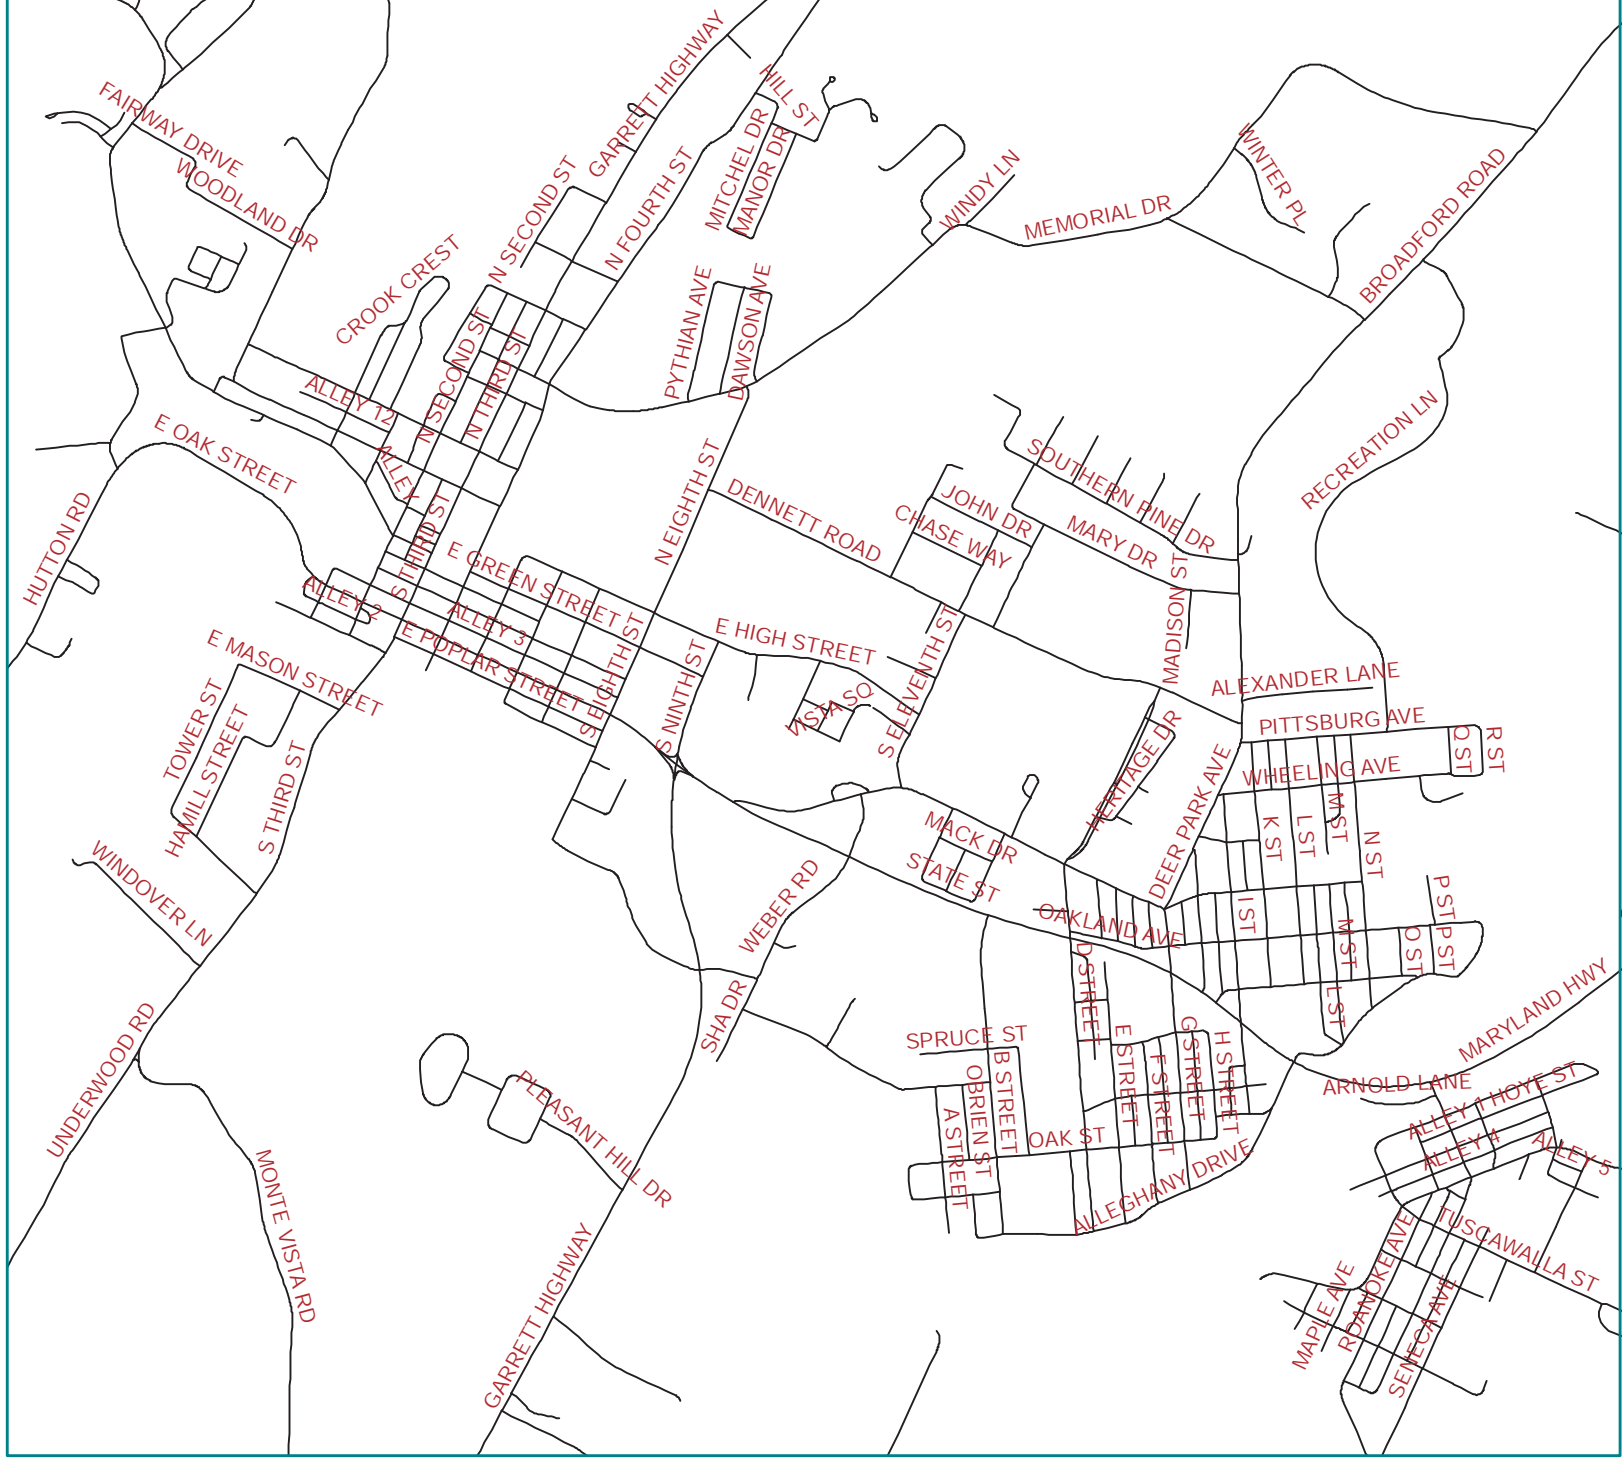 GARRETT HIGHWAY
HILL ST
FAIRWAY DRIVE
WOODLAND DR
MITCHEL DR
MANOR DR
N SECOND ST
N FOURTH ST
WINDY LN
MEMORIAL DR
WINTER PL
BROADFORD ROAD
CROOK CREST
PYTHIAN AVE
DAWSON AVE
N SECOND ST
N THIRD ST
ALLEY 12
ALLEY
E OAK STREET
RECREATION LN
HUTTON RD
N EIGHTH ST
DENNETT ROAD
SOUTHERN PINE DR
JOHN DR
CHASE WAY
MARY DR
MADISON ST
S THIRD ST
E GREEN STREET
ALLEY 2
ALLEY 3
E POPLAR STREET
E HIGH STREET
S EIGHTH ST
S NINTH ST
S ELEVENTH ST
VISTA SQ
E MASON STREET
TOWER ST
HAMILL STREET
S THIRD ST
ALEXANDER LANE
PITTSBURG AVE
WHEELING AVE
Q ST
R ST
HERITAGE DR
DEER PARK AVE
K ST
L ST
M ST
N ST
MACK DR
STATE ST
WINDOVER LN
WEBER RD
OAKLAND AVE
I ST
M ST
O ST
P ST
P ST
D STREET
L ST
MARYLAND HWY
SHA DR
UNDERWOOD RD
SPRUCE ST
B STREET
OBRIEN ST
A STREET
E STREET
F STREET
G STREET
H STREET
OAK ST
ALLEGHANY DRIVE
ARNOLD LANE
ALLEY 1
HOYE ST
ALLEY 4
ALLEY 5
PLEASANT HILL DR
MONTE VISTA RD
GARRETT HIGHWAY
TUSCAWALLA ST
MAPLE AVE
ROANOKE AVE
SENECA AVE